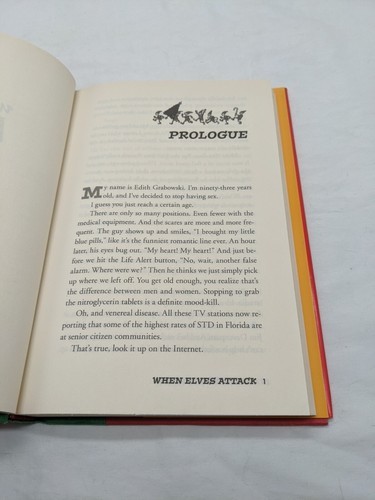 PROLOGUE
My name is Edith Grabowski. I'm ninety-three years
old, and I've decided to stop having sex.
I guess you just reach a certain age.
There are only so many positions. Even fewer with the
medical equipment. And the scares are more and more fre-
quent. The guy shows up and smiles, "I brought my little
blue pills," like it's the funniest romantic line ever. An hour
later, his eyes bug out. "My heart! My heart!" And just be-
fore we hit the Life Alert button, "No, wait, another false
alarm. Where were we?" Then he thinks we just simply pick
up where we left off. You get old enough, you realize that's
the difference between men and women. Stopping to grab
the nitroglycerin tablets is a definite mood-kill.
Oh, and venereal disease. All these TV stations now re-
porting that some of the highest rates of STD in Florida are
at senior citizen communities.
That's true, look it up on the Internet.
WHEN ELVES ATTACK 1